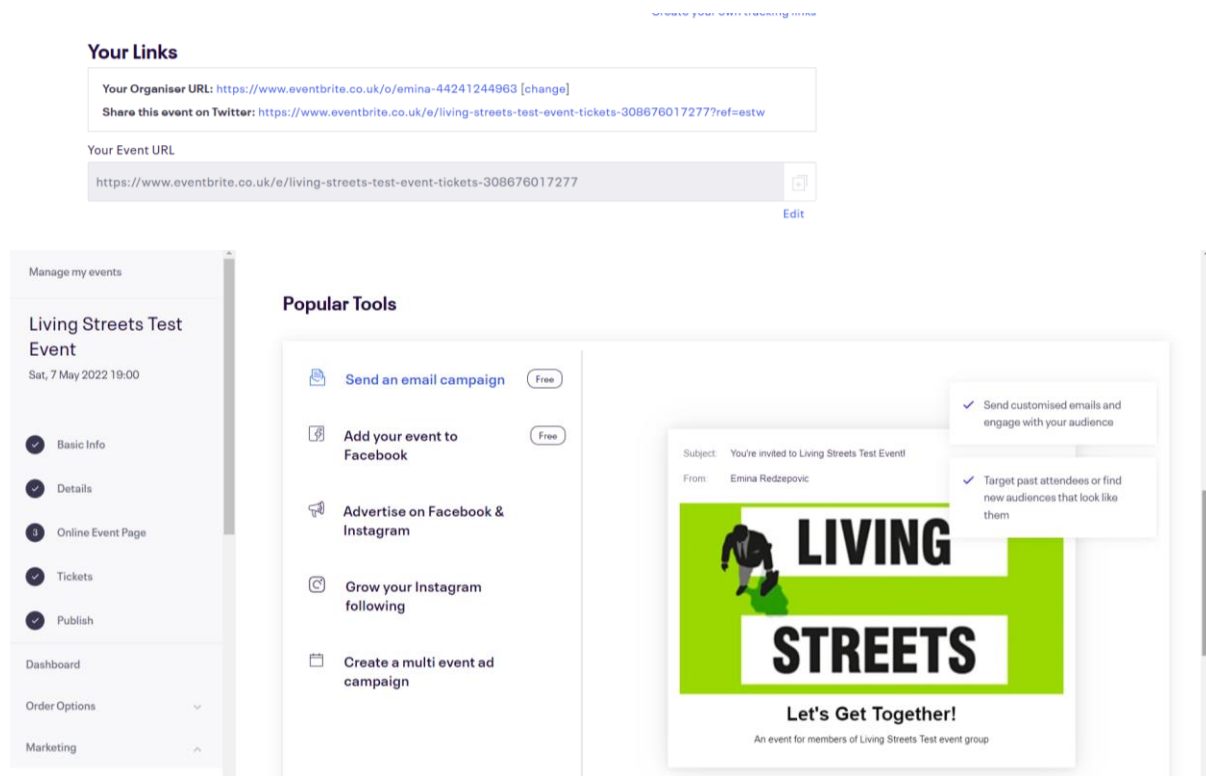 Create your own tracking links
Your Links
Your Organiser URL: https://www.eventbrite.co.uk/o/emina-44241244963 [change]
Share this event on Twitter: https://www.eventbrite.co.uk/e/living-streets-test-event-tickets-308676017277?ref=estw
Your Event URL
https://www.eventbrite.co.uk/e/living-streets-test-event-tickets-308676017277
Edit
Manage my events
Living Streets Test
Event
Sat, 7 May 2022 19:00
Basic Info
Details
3 Online Event Page
Tickets
Publish
Dashboard
Order Options
Marketing
Popular Tools
Send an email campaign Free
Add your event to Free
Facebook
Advertise on Facebook &
Instagram
Grow your Instagram
following
Create a multi event ad
campaign
Send customised emails and
engage with your audience
Target past attendees or find
new audiences that look like
them
Subject: You're invited to Living Streets Test Event!
From: Emina Redzepovic
LIVING
STREETS
Let's Get Together!
An event for members of Living Streets Test event group